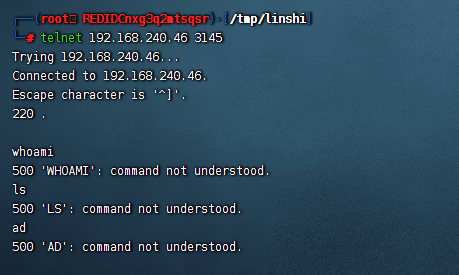 ┌──(root㉿ REDIDCnxg3q2mtsqsr)-[/tmp/linshi]
└─# telnet 192.168.240.46 3145
Trying 192.168.240.46...
Connected to 192.168.240.46.
Escape character is '^]'.
220 .
whoami
500 'WHOAMI': command not understood.
ls
500 'LS': command not understood.
ad
500 'AD': command not understood.